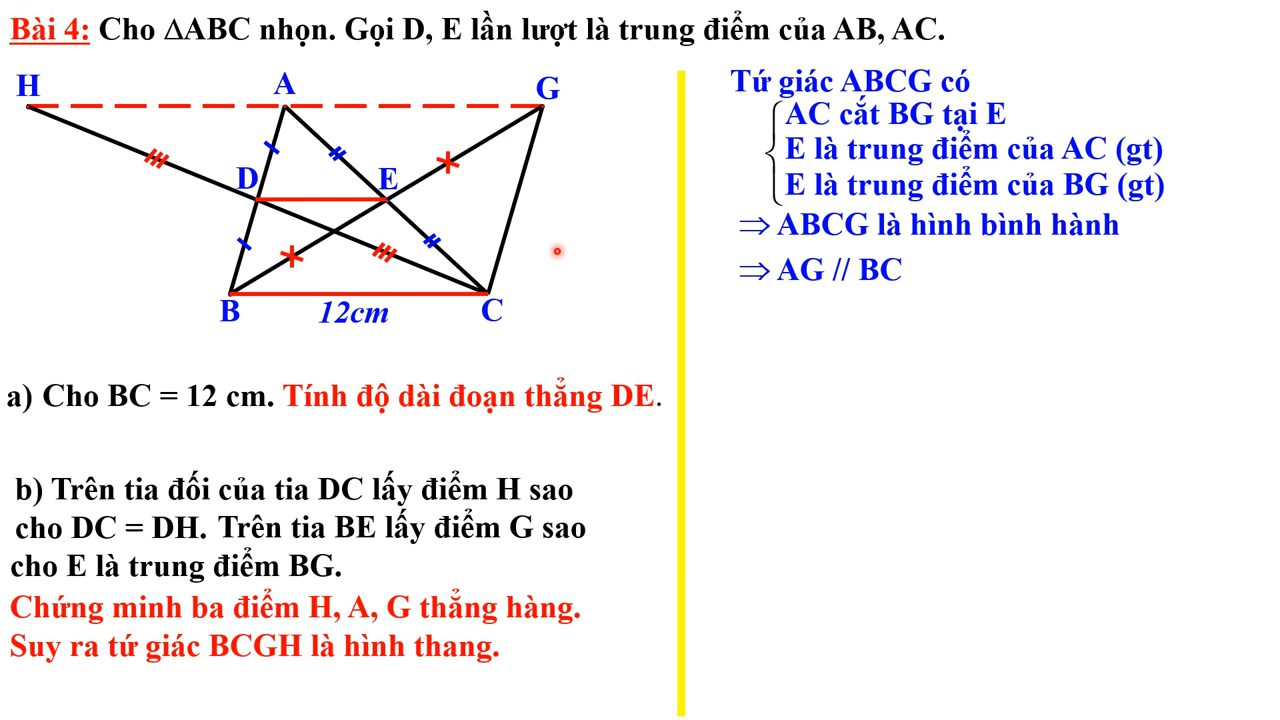 Bài 4: Cho ∆ABC nhọn. Gọi D, E lần lượt là trung điểm của AB, AC.
H
A
G
D
E
B
12cm
C
a) Cho BC = 12 cm. Tính độ dài đoạn thẳng DE.
b) Trên tia đối của tia DC lấy điểm H sao
cho DC = DH. Trên tia BE lấy điểm G sao
cho E là trung điểm BG.
Chứng minh ba điểm H, A, G thẳng hàng.
Suy ra tứ giác BCGH là hình thang.
Tứ giác ABCG có
AC cắt BG tại E
E là trung điểm của AC (gt)
E là trung điểm của BG (gt)
⇒ ABCG là hình bình hành
⇒ AG // BC